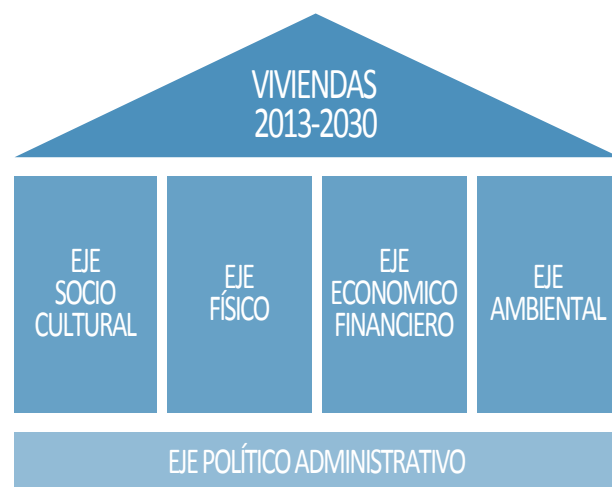 VIVIENDAS
2013-2030
EJE
SOCIO
CULTURAL
EJE
FÍSICO
EJE
ECONOMICO
FINANCIERO
EJE
AMBIENTAL
EJE POLÍTICO ADMINISTRATIVO